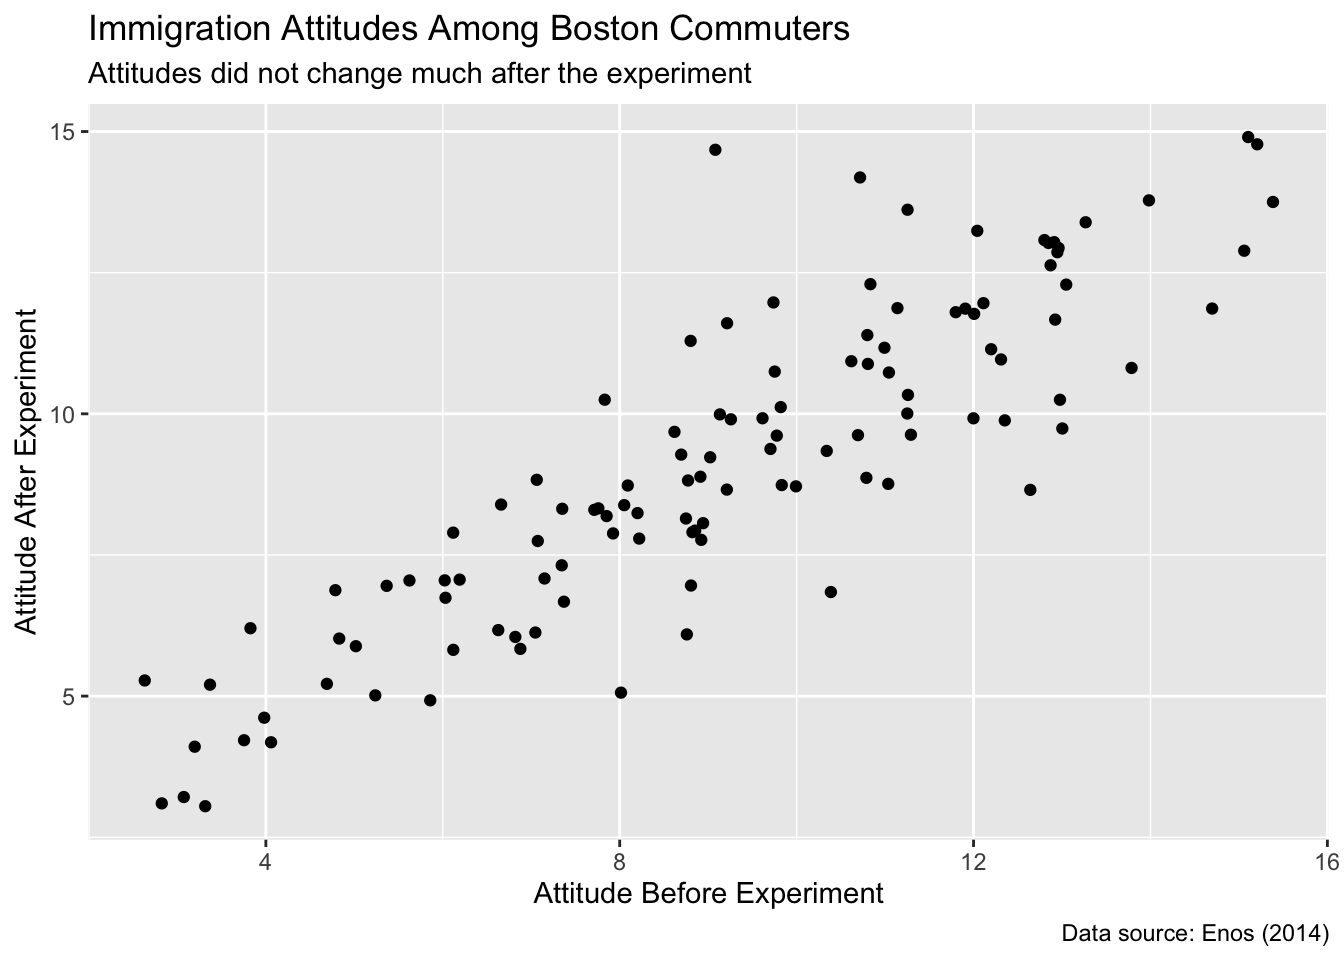 Immigration Attitudes Among Boston Commuters
Attitudes did not change much after the experiment
15
10
5
Attitude After Experiment
4 8 12 16
Attitude Before Experiment
Data source: Enos (2014)